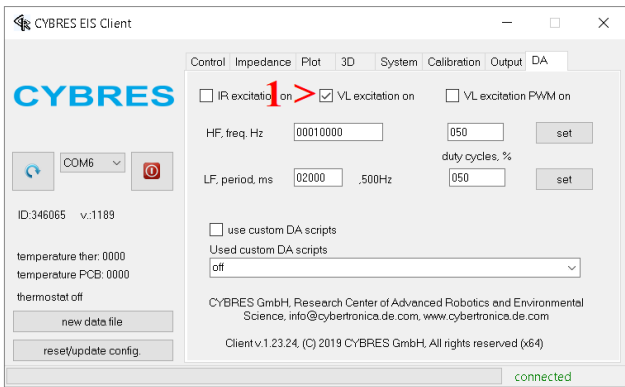 CYBRES EIS Client
Control Impedance Plot 3D System Calibration Output DA
CYBRES
IR excitation on
1 >
VL excitation on
VL excitation PWM on
HF, freq. Hz 00010000 050 set
duty cycles, %
COM6
LF, period, ms 02000 ,500Hz 050 set
ID:346065 v.:1189
use custom DA scripts
Used custom DA scripts
off
temperature ther: 0000
temperature PCB: 0000
thermostat off
new data file
reset/update config.
CYBRES GmbH, Research Center of Advanced Robotics and Environmental
Science, info@cybertronica.de.com, www.cybertronica.de.com
Client v.1.23.24, (C) 2019 CYBRES GmbH, All rights reserved (x64)
connected